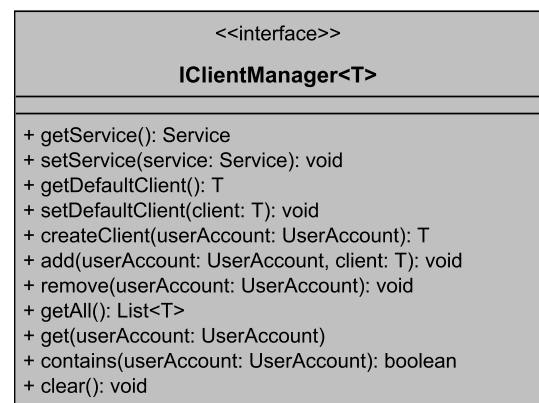 <<interface>>
IClientManager<T>
+ getService(): Service
+ setService(service: Service): void
+ getDefaultClient(): T
+ setDefaultClient(client: T): void
+ createClient(userAccount: UserAccount): T
+ add(userAccount: UserAccount, client: T): void
+ remove(userAccount: UserAccount): void
+ getAll(): List<T>
+ get(userAccount: UserAccount)
+ contains(userAccount: UserAccount): boolean
+ clear(): void